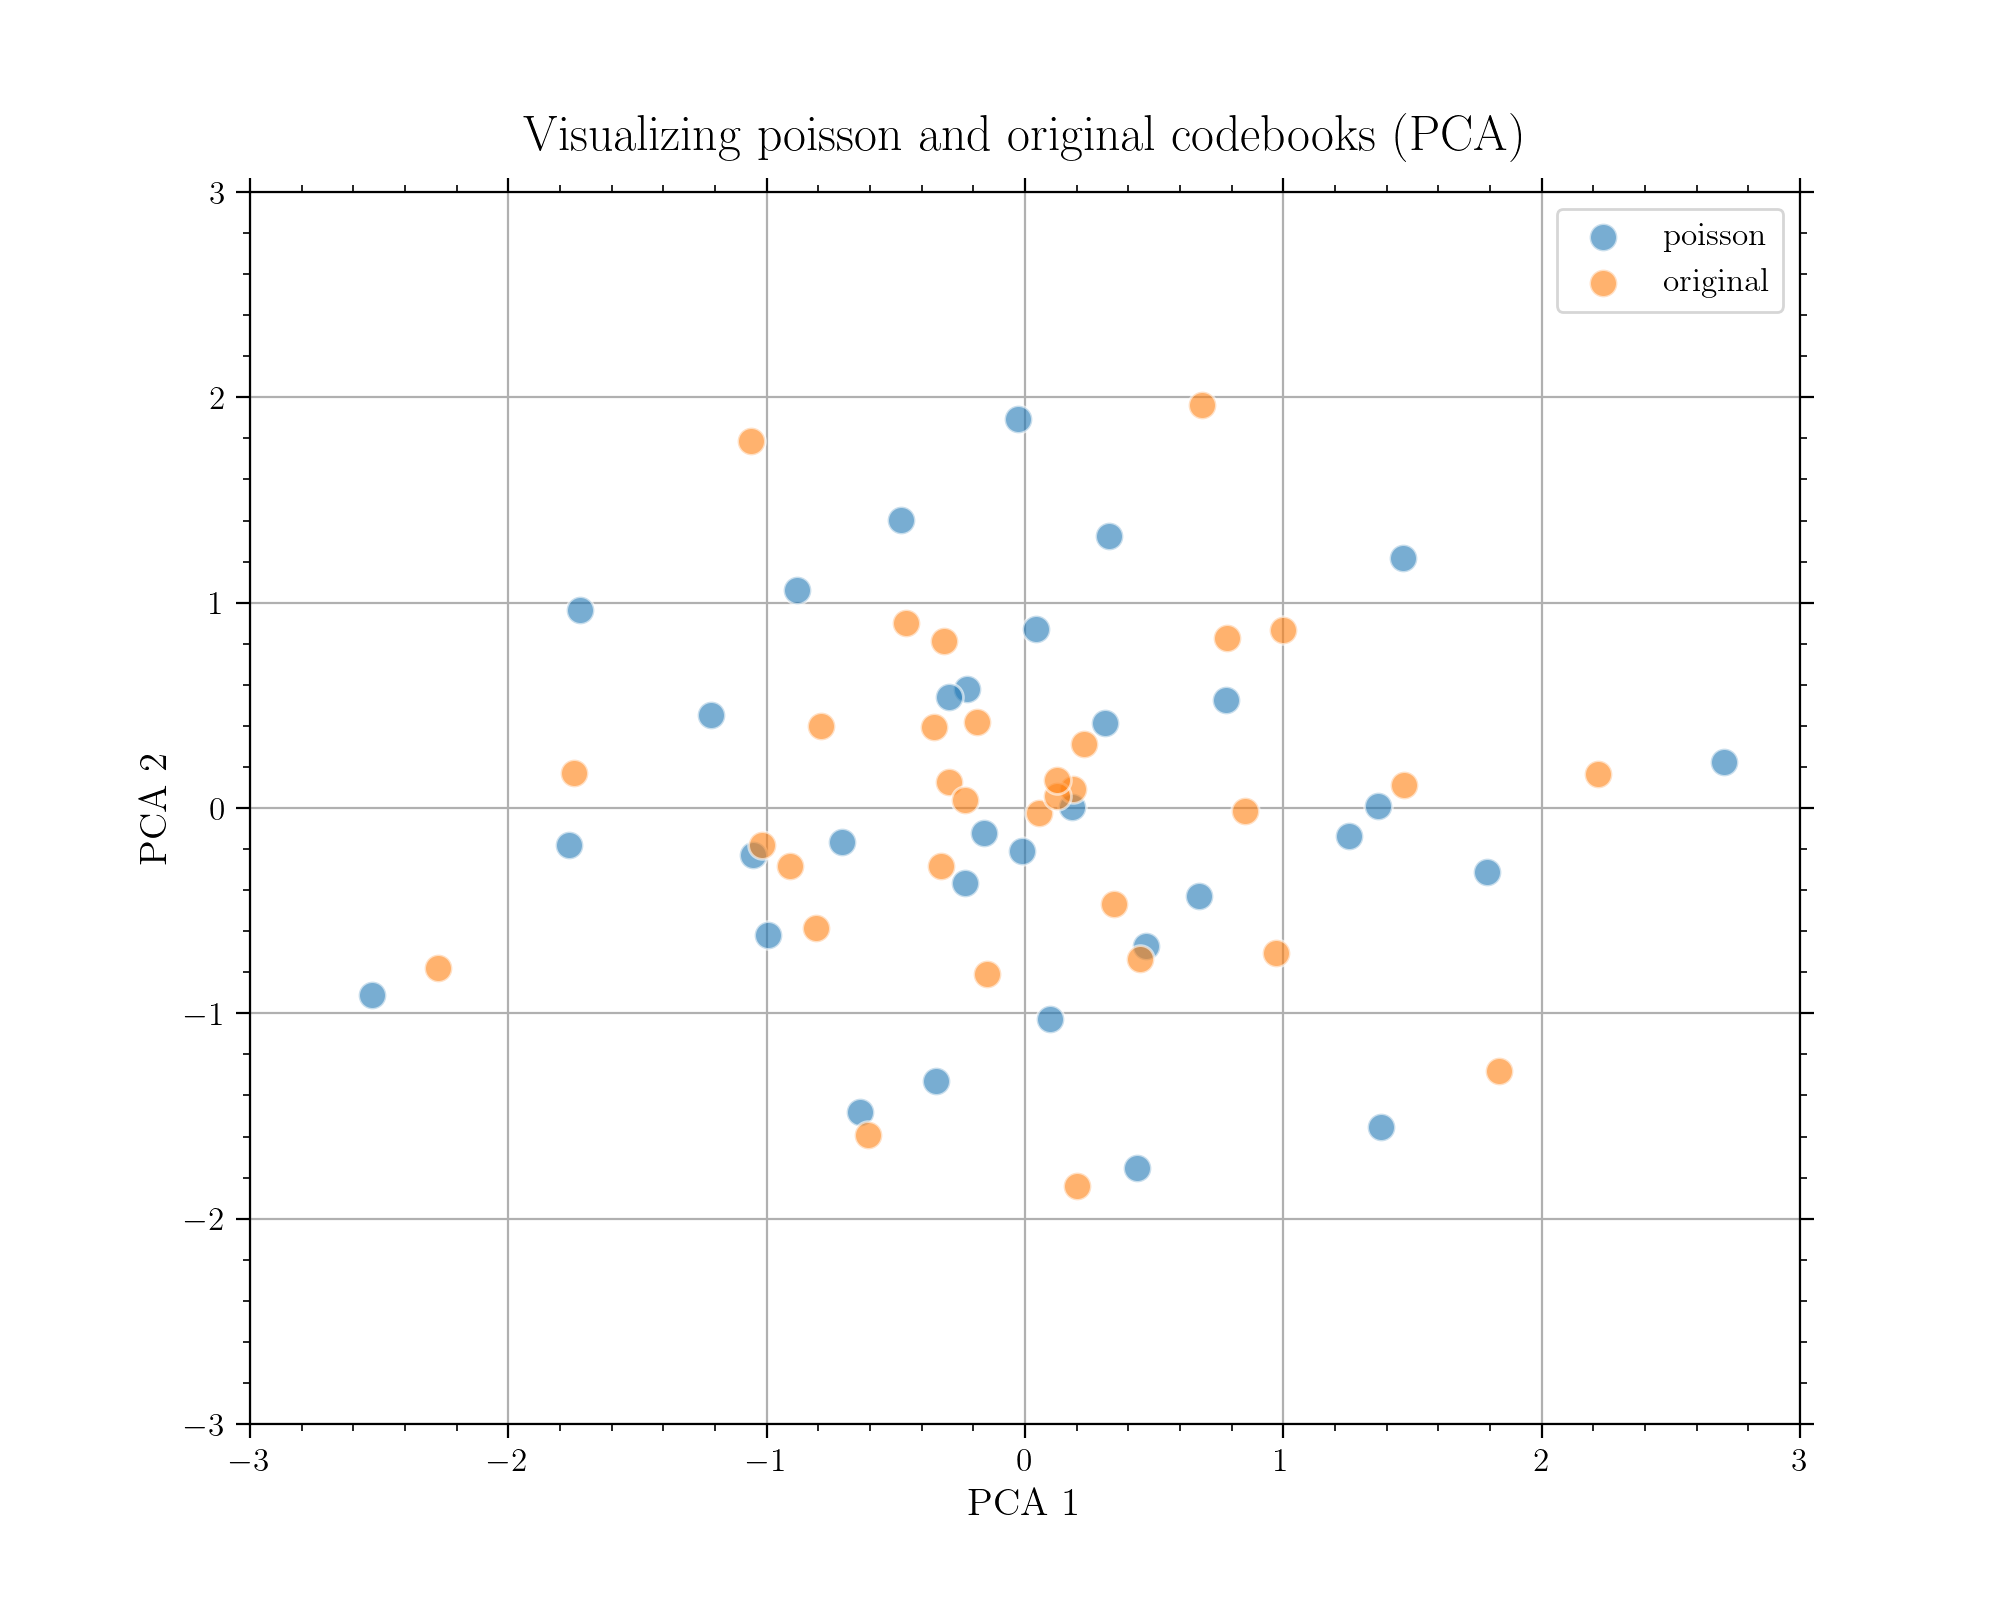 Visualizing poisson and original codebooks (PCA)
poisson
original
3
2
1
0
−1
−2
−3
PCA 2
−3
−2
−1
0
1
2
3
PCA 1